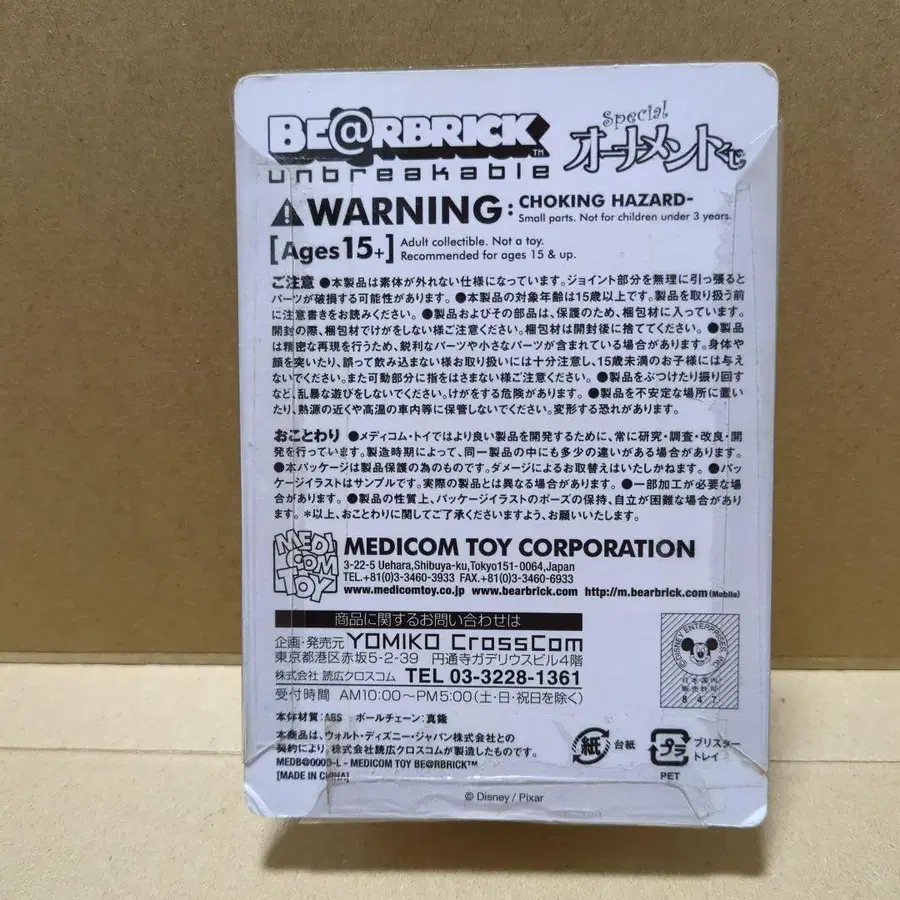 BE@RBRICK™
unbreakable
Special
オーナメントくじ
WARNING: CHOKING HAZARD-
Small parts. Not for children under 3 years.
[Ages15+] Adult collectible. Not a toy.
Recommended for ages 15 & up.
ご注意 ●本製品は素体が外れない仕様になっています。ジョイント部分を無理に引っ張ると
パーツが破損する可能性があります。 ●本製品の対象年齢は15歳以上です。製品を取り扱う前
に注意書きをお読みください。 ●製品およびその部品は、保護のため、梱包材に入っています。
開封の際、梱包材でけがをしない様ご注意ください。梱包材は開封後に捨ててください。 ●製品
は精密な再現を行うため、鋭利なパーツや小さなパーツが含まれている場合があります。身体や
顔を突いたり、誤って飲み込まない様お取り扱いには十分注意し、15歳未満のお子様には与え
ないでください。また可動部分に指をはさまない様ご注意ください。 ●製品をぶつけたり振り回す
など、乱暴な遊びをしないでください。けがをする危険があります。 ●製品を不安定な場所に置い
たり、熱源の近くや高温の車内等に保管しないでください。変形する恐れがあります。
おことわり ●メディコム・トイではより良い製品を開発するために、常に研究・調査・改良・開
発を行っています。製造時期によって、同一製品の中にも多少の違いがある場合があります。
●本パッケージは製品保護の為のものです。ダメージによるお取替えはいたしかねます。 ●パッ
ケージイラストはサンプルです。実際の製品とは異なる場合があります。 ●一部加工が必要な場
合があります。 ●製品の性質上、パッケージイラストのポーズの保持、自立が困難な場合があり
ます。 *以上、おことわりに関してご了承くださいますよう、お願いいたします。
MEDI
COM
TOY
MEDICOM TOY CORPORATION
3-22-5 Uehara,Shibuya-ku,Tokyo151-0064,Japan
TEL.+81(0)3-3460-3933 FAX.+81(0)3-3460-6933
www.medicomtoy.co.jp www.bearbrick.com http://m.bearbrick.com (Mobile)
商品に関するお問い合わせは
企画・発売元 YOMIKO CrossCom
東京都港区赤坂5-2-39 円通寺ガデリウスビル4階
株式会社 読広クロスコム TEL 03-3228-1361
受付時間 AM10:00〜PM5:00(土・日・祝日を除く)
©DISNEY ENTERPRISES, INC.
日本国内
販売許可
847
本体材質:ABS ボールチェーン:真鍮
本商品は、ウォルト・ディズニー・ジャパン株式会社との
契約により、株式会社読広クロスコムが製造したものです。
MEDB@000D-L - MEDICOM TOY BE@RBRICK™
[MADE IN CHINA]
紙 台紙
プラ ブリスター
トレイ
PET
© Disney / Pixar